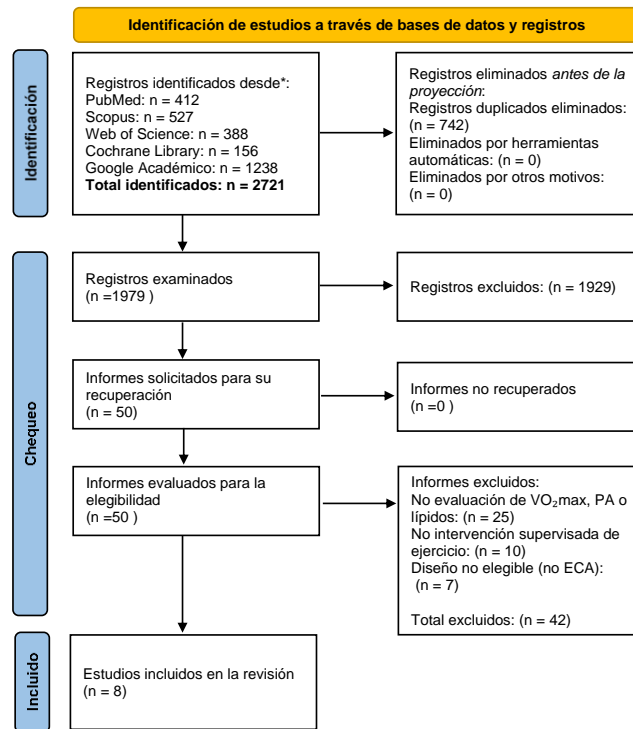 Identificación de estudios a través de bases de datos y registros
Identificación
Registros identificados desde*:
PubMed: n = 412
Scopus: n = 527
Web of Science: n = 388
Cochrane Library: n = 156
Google Académico: n = 1238
Total identificados: n = 2721
Registros eliminados antes de la
proyección:
Registros duplicados eliminados:
(n = 742)
Eliminados por herramientas
automáticas: (n = 0)
Eliminados por otros motivos:
(n = 0)
Chequeo
Registros examinados
(n =1979 )
Registros excluidos: (n = 1929)
Informes solicitados para su
recuperación
(n = 50)
Informes no recuperados
(n =0 )
Informes evaluados para la
elegibilidad
(n =50 )
Informes excluidos:
No evaluación de VO₂max, PA o
lípidos: (n = 25)
No intervención supervisada de
ejercicio: (n = 10)
Diseño no elegible (no ECA):
(n = 7)
Total excluidos: (n = 42)
Incluido
Estudios incluidos en la revisión
(n = 8)